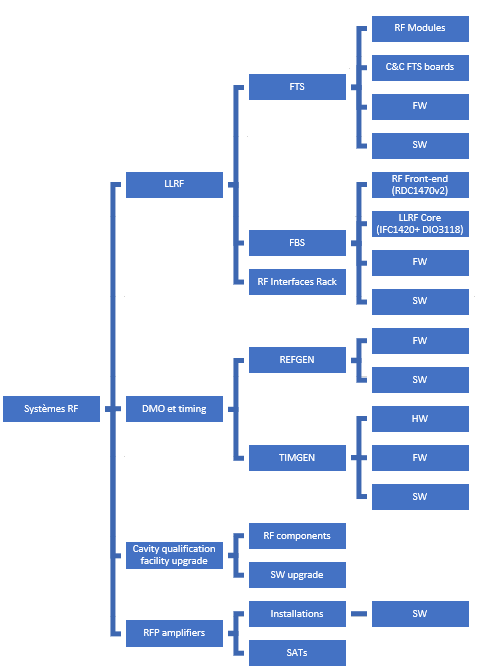 RF Modules
C&C FTS boards
FTS
FW
SW
LLRF
RF Front-end
(RDC1470v2)
LLRF Core
(IFC1420+ DIO3118)
FBS
FW
RF Interfaces Rack
SW
FW
REFGEN
SW
Systèmes RF
DMO et timing
HW
TIMGEN
FW
SW
RF components
Cavity qualification
facility upgrade
SW upgrade
Installations
SW
RFP amplifiers
SATs